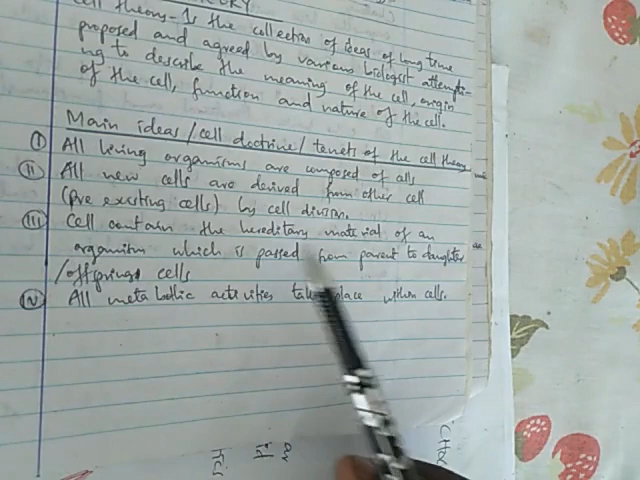 THEORY
Cell theory - Is the collection of ideas of long time
proposed and agreed by various biologist attempti-
ng to describe the meaning of the cell, origin
of the cell, function and nature of the cell.
Main ideas / cell doctrine / tenets of the cell theory
(I) All living organisms are composed of cells
(II) All new cells are derived from other cell
(Pre existing cells) by cell division.
(III) Cell contain the hereditary material of an
organism which is passed from parent to daughter
/offsprings cells
(IV) All metabolic activities take place within cells.